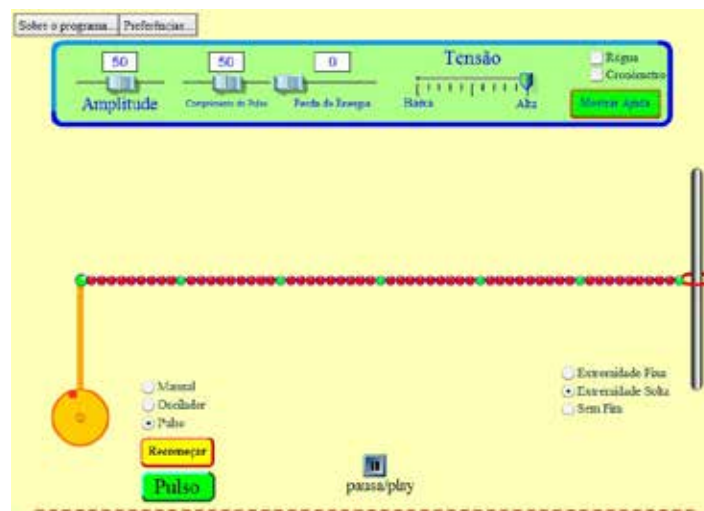 Sobre o programa... Preferências...
50 50 0 Tensão Régua
Cronômetro
Amplitude Comprimento do Pulso Perda de Energia Baixa Alta Mostrar Ajuda
Extremidade Fixa
Manual Extremidade Solta
Oscilador Sem Fim
Pulso
Recomeçar
Pulso pausa/play